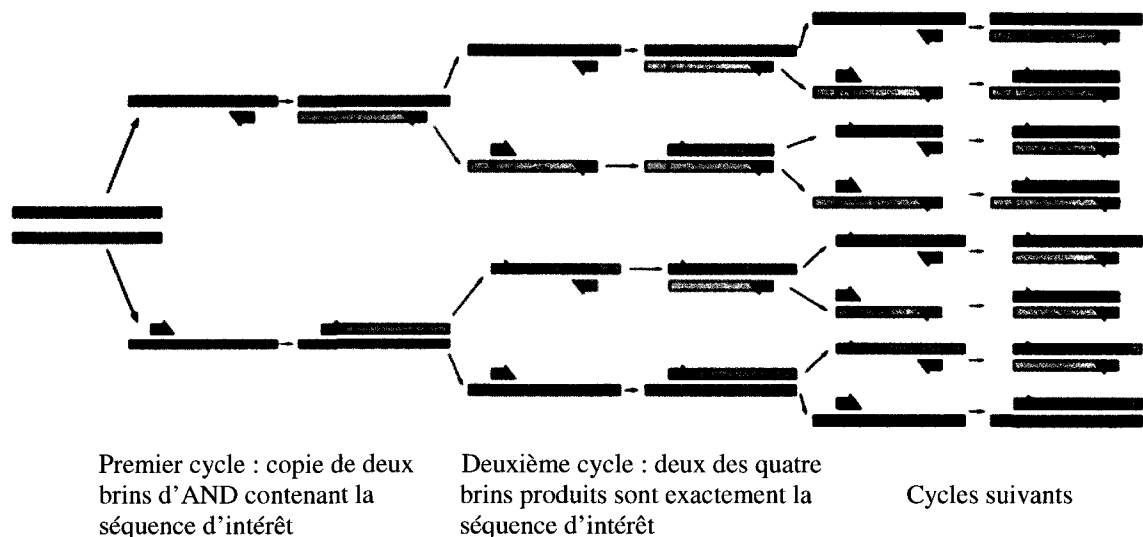 Premier cycle : copie de deux
brins d'AND contenant la
séquence d'intérêt
Deuxième cycle : deux des quatre
brins produits sont exactement la
séquence d'intérêt
Cycles suivants